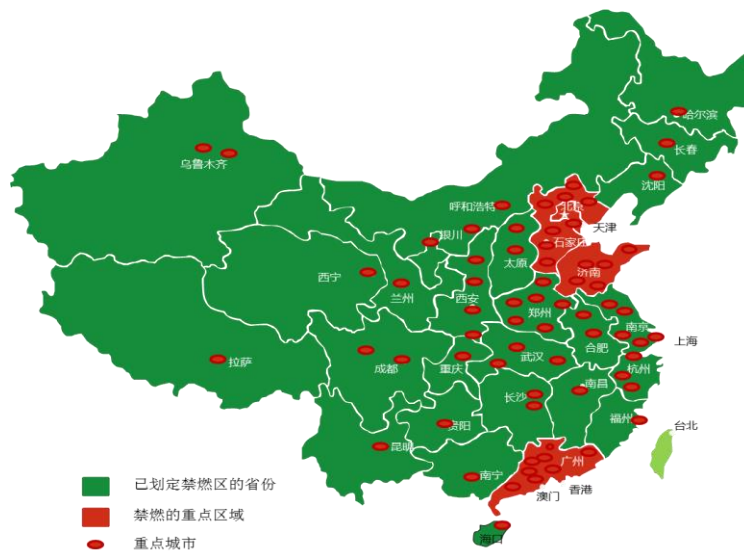 哈尔滨
长春
乌鲁木齐
沈阳
呼和浩特
北京
天津
银川
石家庄
太原
西宁
济南
兰州
西安
郑州
南京
上海
合肥
拉萨
成都
重庆
武汉
杭州
南昌
长沙
福州
贵阳
台北
昆明
广州
南宁
香港
澳门
海口
已划定禁燃区的省份
禁燃的重点区域
重点城市